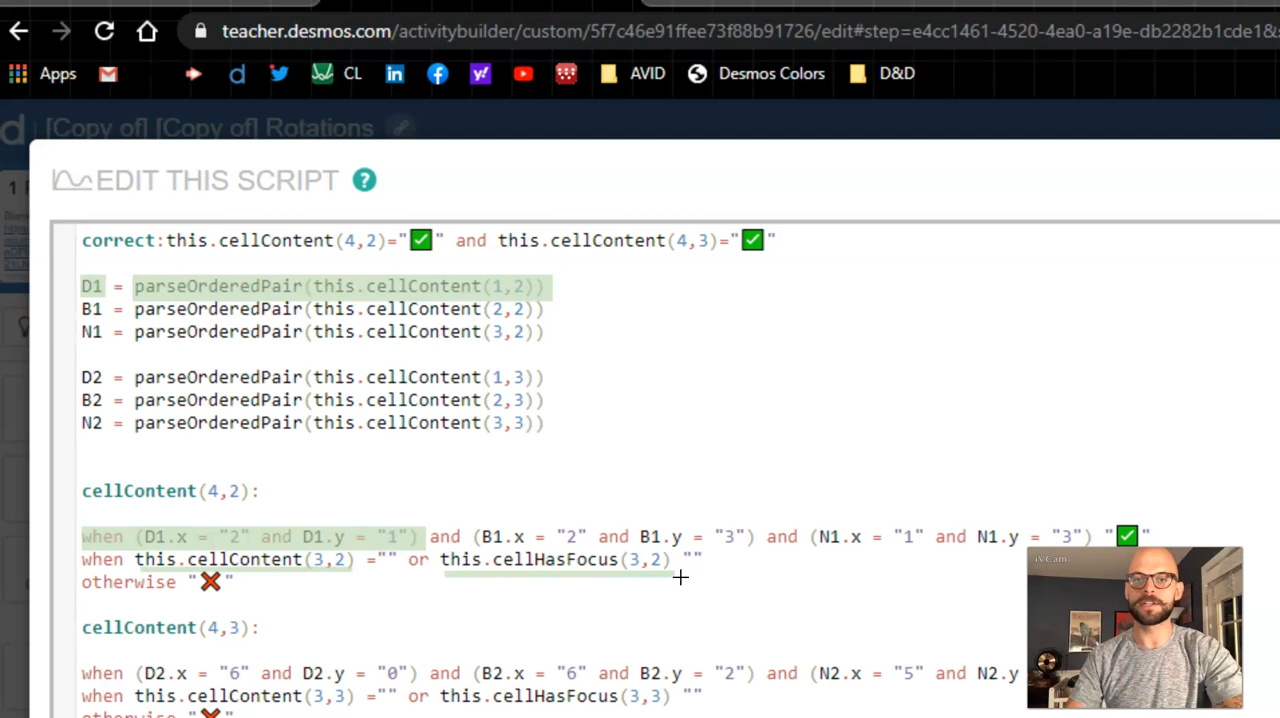 teacher.desmos.com/activitybuilder/custom/5f7c46e91ffee73f88b91726/edit#step=e4cc1461-4520-4ea0-a19e-db2282b1cde1&
Apps CL AVID Desmos Colors D&D
[Copy of] [Copy of] Rotations
EDIT THIS SCRIPT ?
correct:this.cellContent(4,2)="✅" and this.cellContent(4,3)="✅"
D1 = parseOrderedPair(this.cellContent(1,2))
B1 = parseOrderedPair(this.cellContent(2,2))
N1 = parseOrderedPair(this.cellContent(3,2))
D2 = parseOrderedPair(this.cellContent(1,3))
B2 = parseOrderedPair(this.cellContent(2,3))
N2 = parseOrderedPair(this.cellContent(3,3))
cellContent(4,2):
when (D1.x = "2" and D1.y = "1") and (B1.x = "2" and B1.y = "3") and (N1.x = "1" and N1.y = "3") "✅"
when this.cellContent(3,2) ="" or this.cellHasFocus(3,2) ""
otherwise "❌"
iVCam
cellContent(4,3):
when (D2.x = "6" and D2.y = "0") and (B2.x = "6" and B2.y = "2") and (N2.x = "5" and N2.y
when this.cellContent(3,3) ="" or this.cellHasFocus(3,3) ""
otherwise "❌"